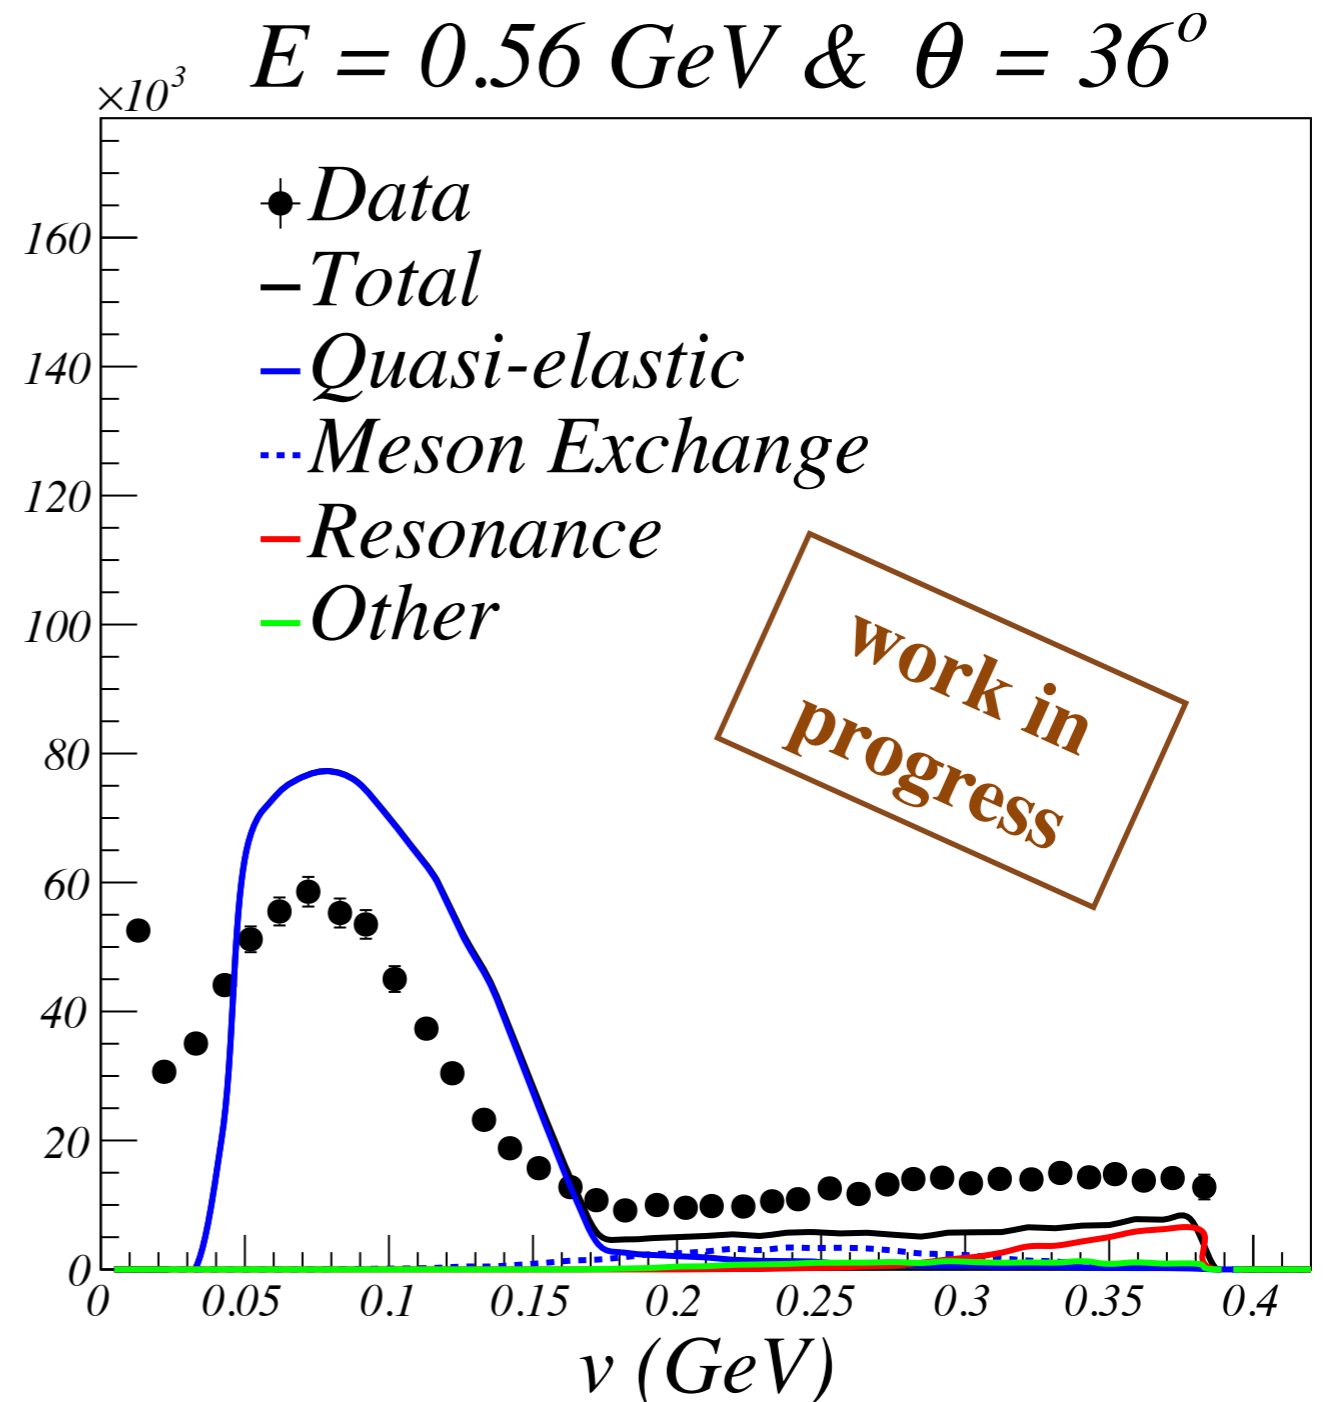 E = 0.56 GeV & θ = 36°
×10³
Data
Total
Quasi-elastic
Meson Exchange
Resonance
Other
work in
progress
160
140
120
100
80
60
40
20
0
0 0.05 0.1 0.15 0.2 0.25 0.3 0.35 0.4
ν (GeV)